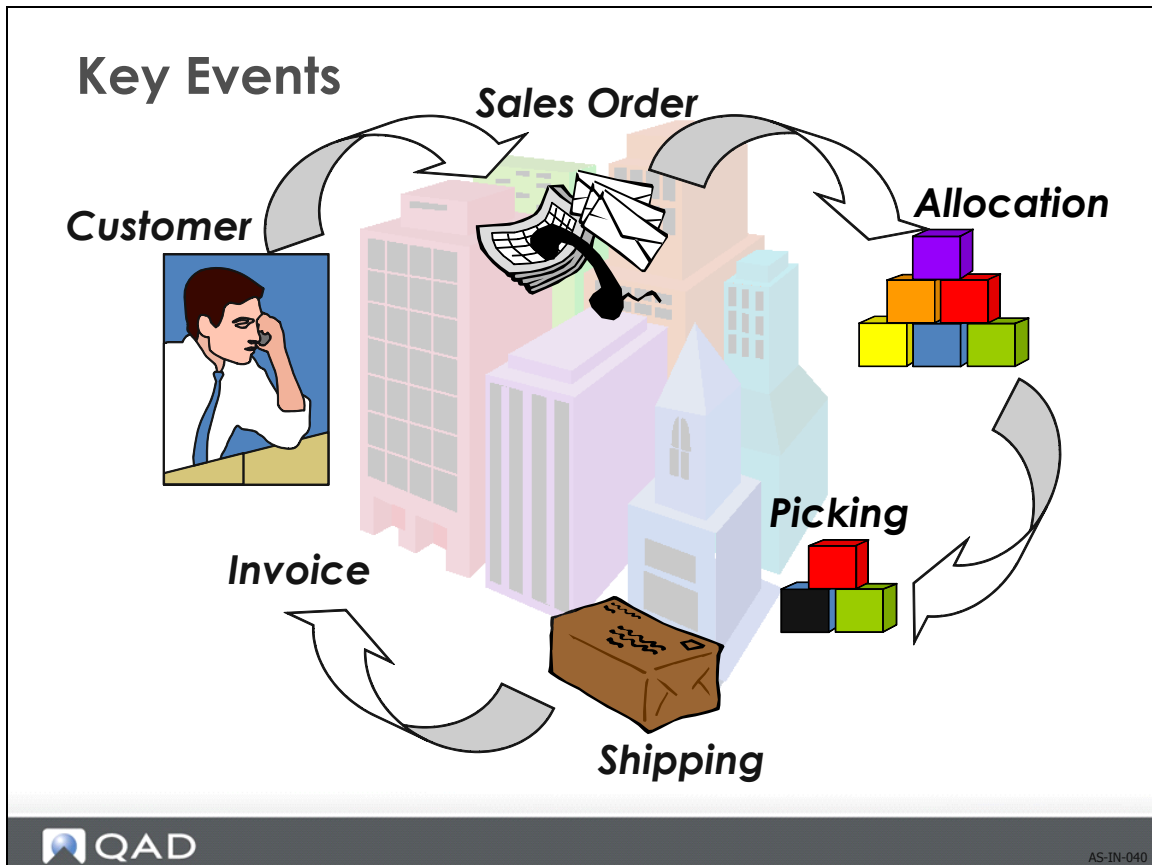 Key Events
Sales Order
Customer
Allocation
Picking
Invoice
Shipping
QAD
AS-IN-040